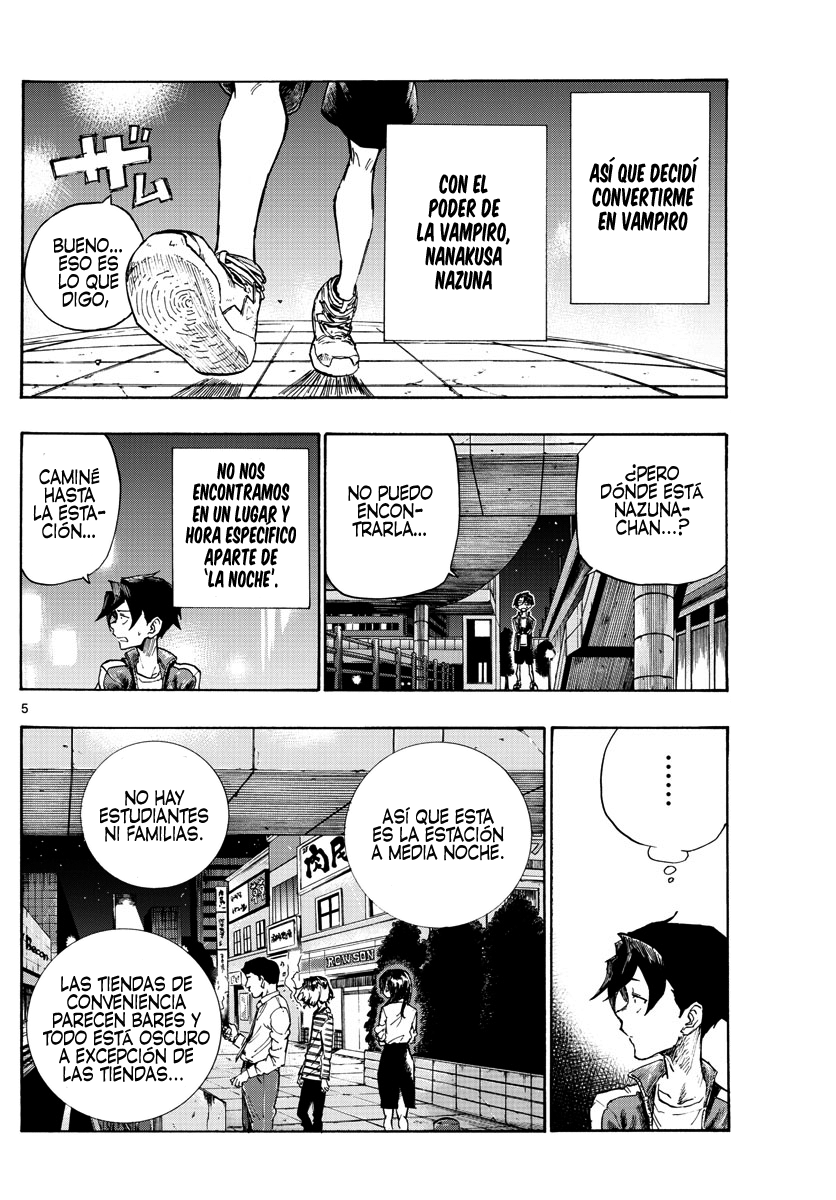 ASÍ QUE DECIDÍ
CONVERTIRME
EN VAMPIRO
CON EL
PODER DE
LA VAMPIRO,
NANAKUSA
NAZUNA
ザム
BUENO...
ESO ES
LO QUE
DIGO,
¿PERO
DÓNDE ESTÁ
NAZUNA-
CHAN...?
NO PUEDO
ENCON-
TRARLA...
NO NOS
ENCONTRAMOS
EN UN LUGAR Y
HORA ESPECÍFICO
APARTE DE
'LA NOCHE'.
CAMINÉ
HASTA
LA ESTA-
CIÓN...
5
........
ASÍ QUE ESTA
ES LA ESTACIÓN
A MEDIA NOCHE.
NO HAY
ESTUDIANTES
NI FAMILIAS.
肉民
ROWSON
Becon
LAS TIENDAS DE
CONVENIENCIA
PARECEN BARES Y
TODO ESTÁ OSCURO
A EXCEPCIÓN DE
LAS TIENDAS...